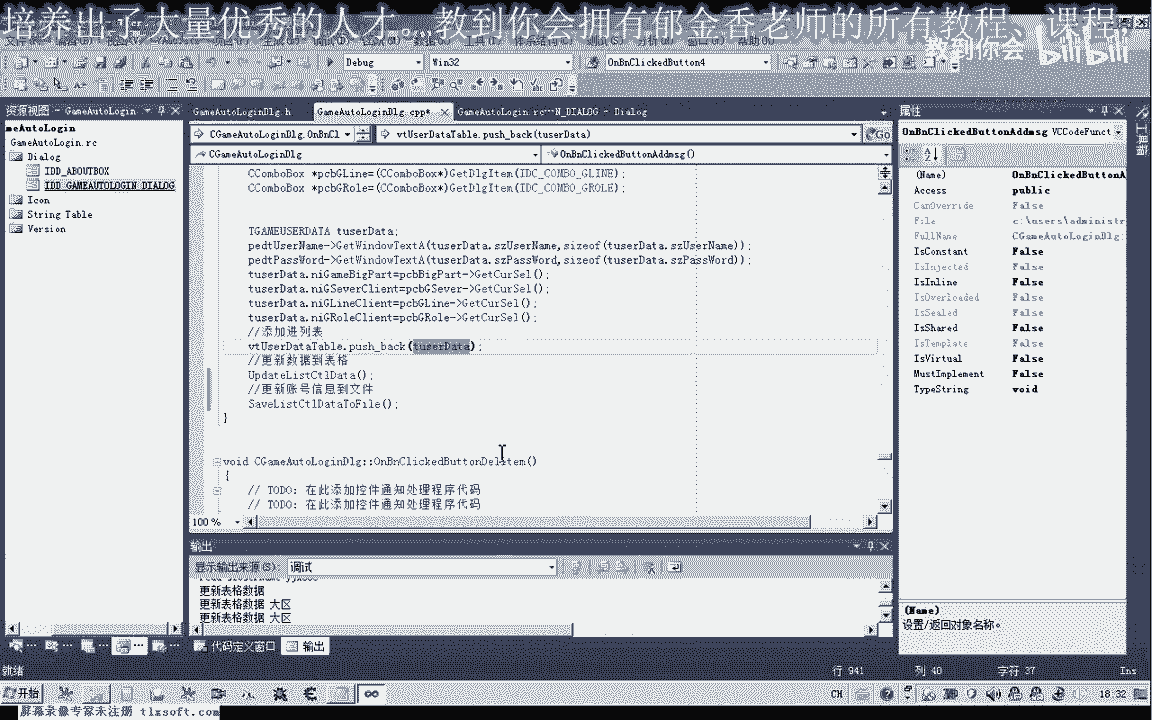 培养出了大量优秀的人才。...教到你会拥有郁金香老师的所有教程、课程，
教到你会 bilibili
Debug
Win32
OnBnClickedButton4
资源视图 - GameAutoLogin
GameAutoLoginDlg.h
GameAutoLoginDlg.cpp*
GameAutoLogin.rc...N_DIALOG - Dialog
属性
meAutoLogin
GameAutoLogin.rc
Dialog
IDD_ABOUTBOX
IDD_GAMEAUTOLOGIN_DIALOG
Icon
String Table
Version
CGameAutoLoginDlg.OnBnCl
vtUserDataTable.push_back(tuserData)
Go
CGameAutoLoginDlg
OnBnClickedButtonAddmsg()
CComboBox *pcbGLine=(CComboBox*)GetDlgItem(IDC_COMBO_GLINE);
CComboBox *pcbGRole=(CComboBox*)GetDlgItem(IDC_COMBO_GROLE);
TGAMEUSERDATA tuserData;
pedtUserName->GetWindowTextA(tuserData.szUserName,sizeof(tuserData.szUserName));
pedtPassWord->GetWindowTextA(tuserData.szPassWord,sizeof(tuserData.szPassWord));
tuserData.niGameBigPart=pcbBigPart->GetCurSel();
tuserData.niGSeverClient=pcbGSever->GetCurSel();
tuserData.niGLineClient=pcbGLine->GetCurSel();
tuserData.niGRoleClient=pcbGRole->GetCurSel();
//添加进列表
vtUserDataTable.push_back(tuserData);
//更新数据到表格
UpdateListCtlData();
//更新账号信息到文件
SaveListCtlDataToFile();
}
void CGameAutoLoginDlg::OnBnClickedButtonDelitem()
{
// TODO: 在此添加控件通知处理程序代码
// TODO: 在此添加控件通知处理程序代码
100 %
OnBnClickedButtonAddmsg VCCodeFunct
(Name) OnBnClickedButtonA
Access public
CanOverride False
File c:\users\administr
FullName CGameAutoLoginDlg:
IsConstant False
IsInjected False
IsInline False
IsOverloaded False
IsSealed False
IsShared False
IsTemplate False
IsVirtual False
MustImplement False
TypeString void
(Name)
设置/返回对象名称。
输出
显示输出来源(S): 调试
更新表格数据
更新表格数据 大区
更新表格数据 大区
代码定义窗口
输出
就绪
行 941
列 40
字符 37
Ins
开始
CH
18:32
屏幕录像专家未注册 tlxsoft.com